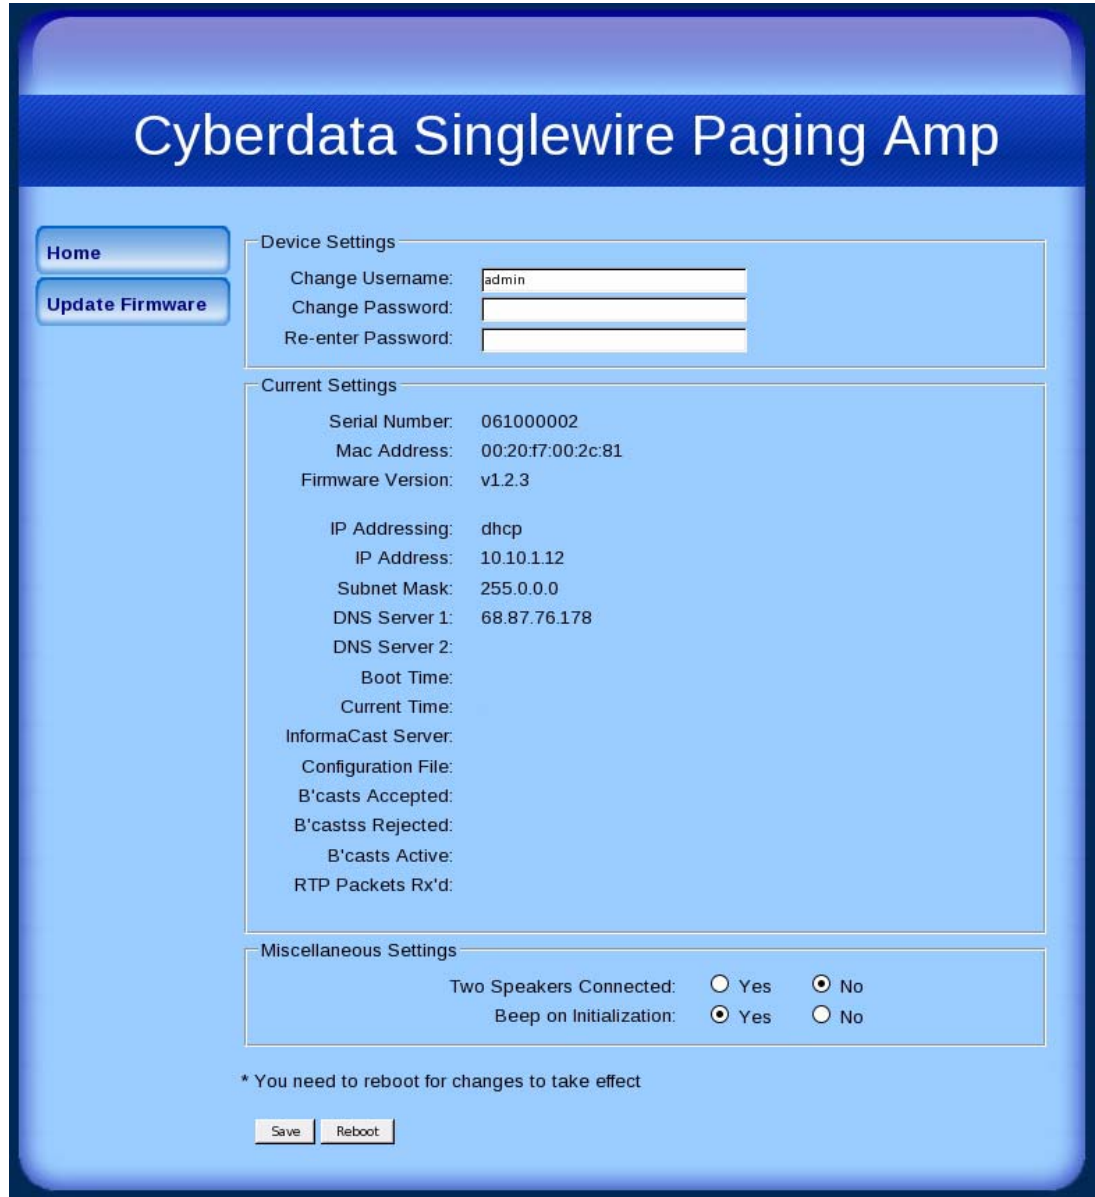 Cyberdata Singlewire Paging Amp
Home
Update Firmware
Device Settings
Change Username: admin
Change Password:
Re-enter Password:
Current Settings
Serial Number: 061000002
Mac Address: 00:20:f7:00:2c:81
Firmware Version: v1.2.3
IP Addressing: dhcp
IP Address: 10.10.1.12
Subnet Mask: 255.0.0.0
DNS Server 1: 68.87.76.178
DNS Server 2:
Boot Time:
Current Time:
InformaCast Server:
Configuration File:
B'casts Accepted:
B'castss Rejected:
B'casts Active:
RTP Packets Rx'd:
Miscellaneous Settings
Two Speakers Connected: Yes No
Beep on Initialization: Yes No
* You need to reboot for changes to take effect
Save Reboot